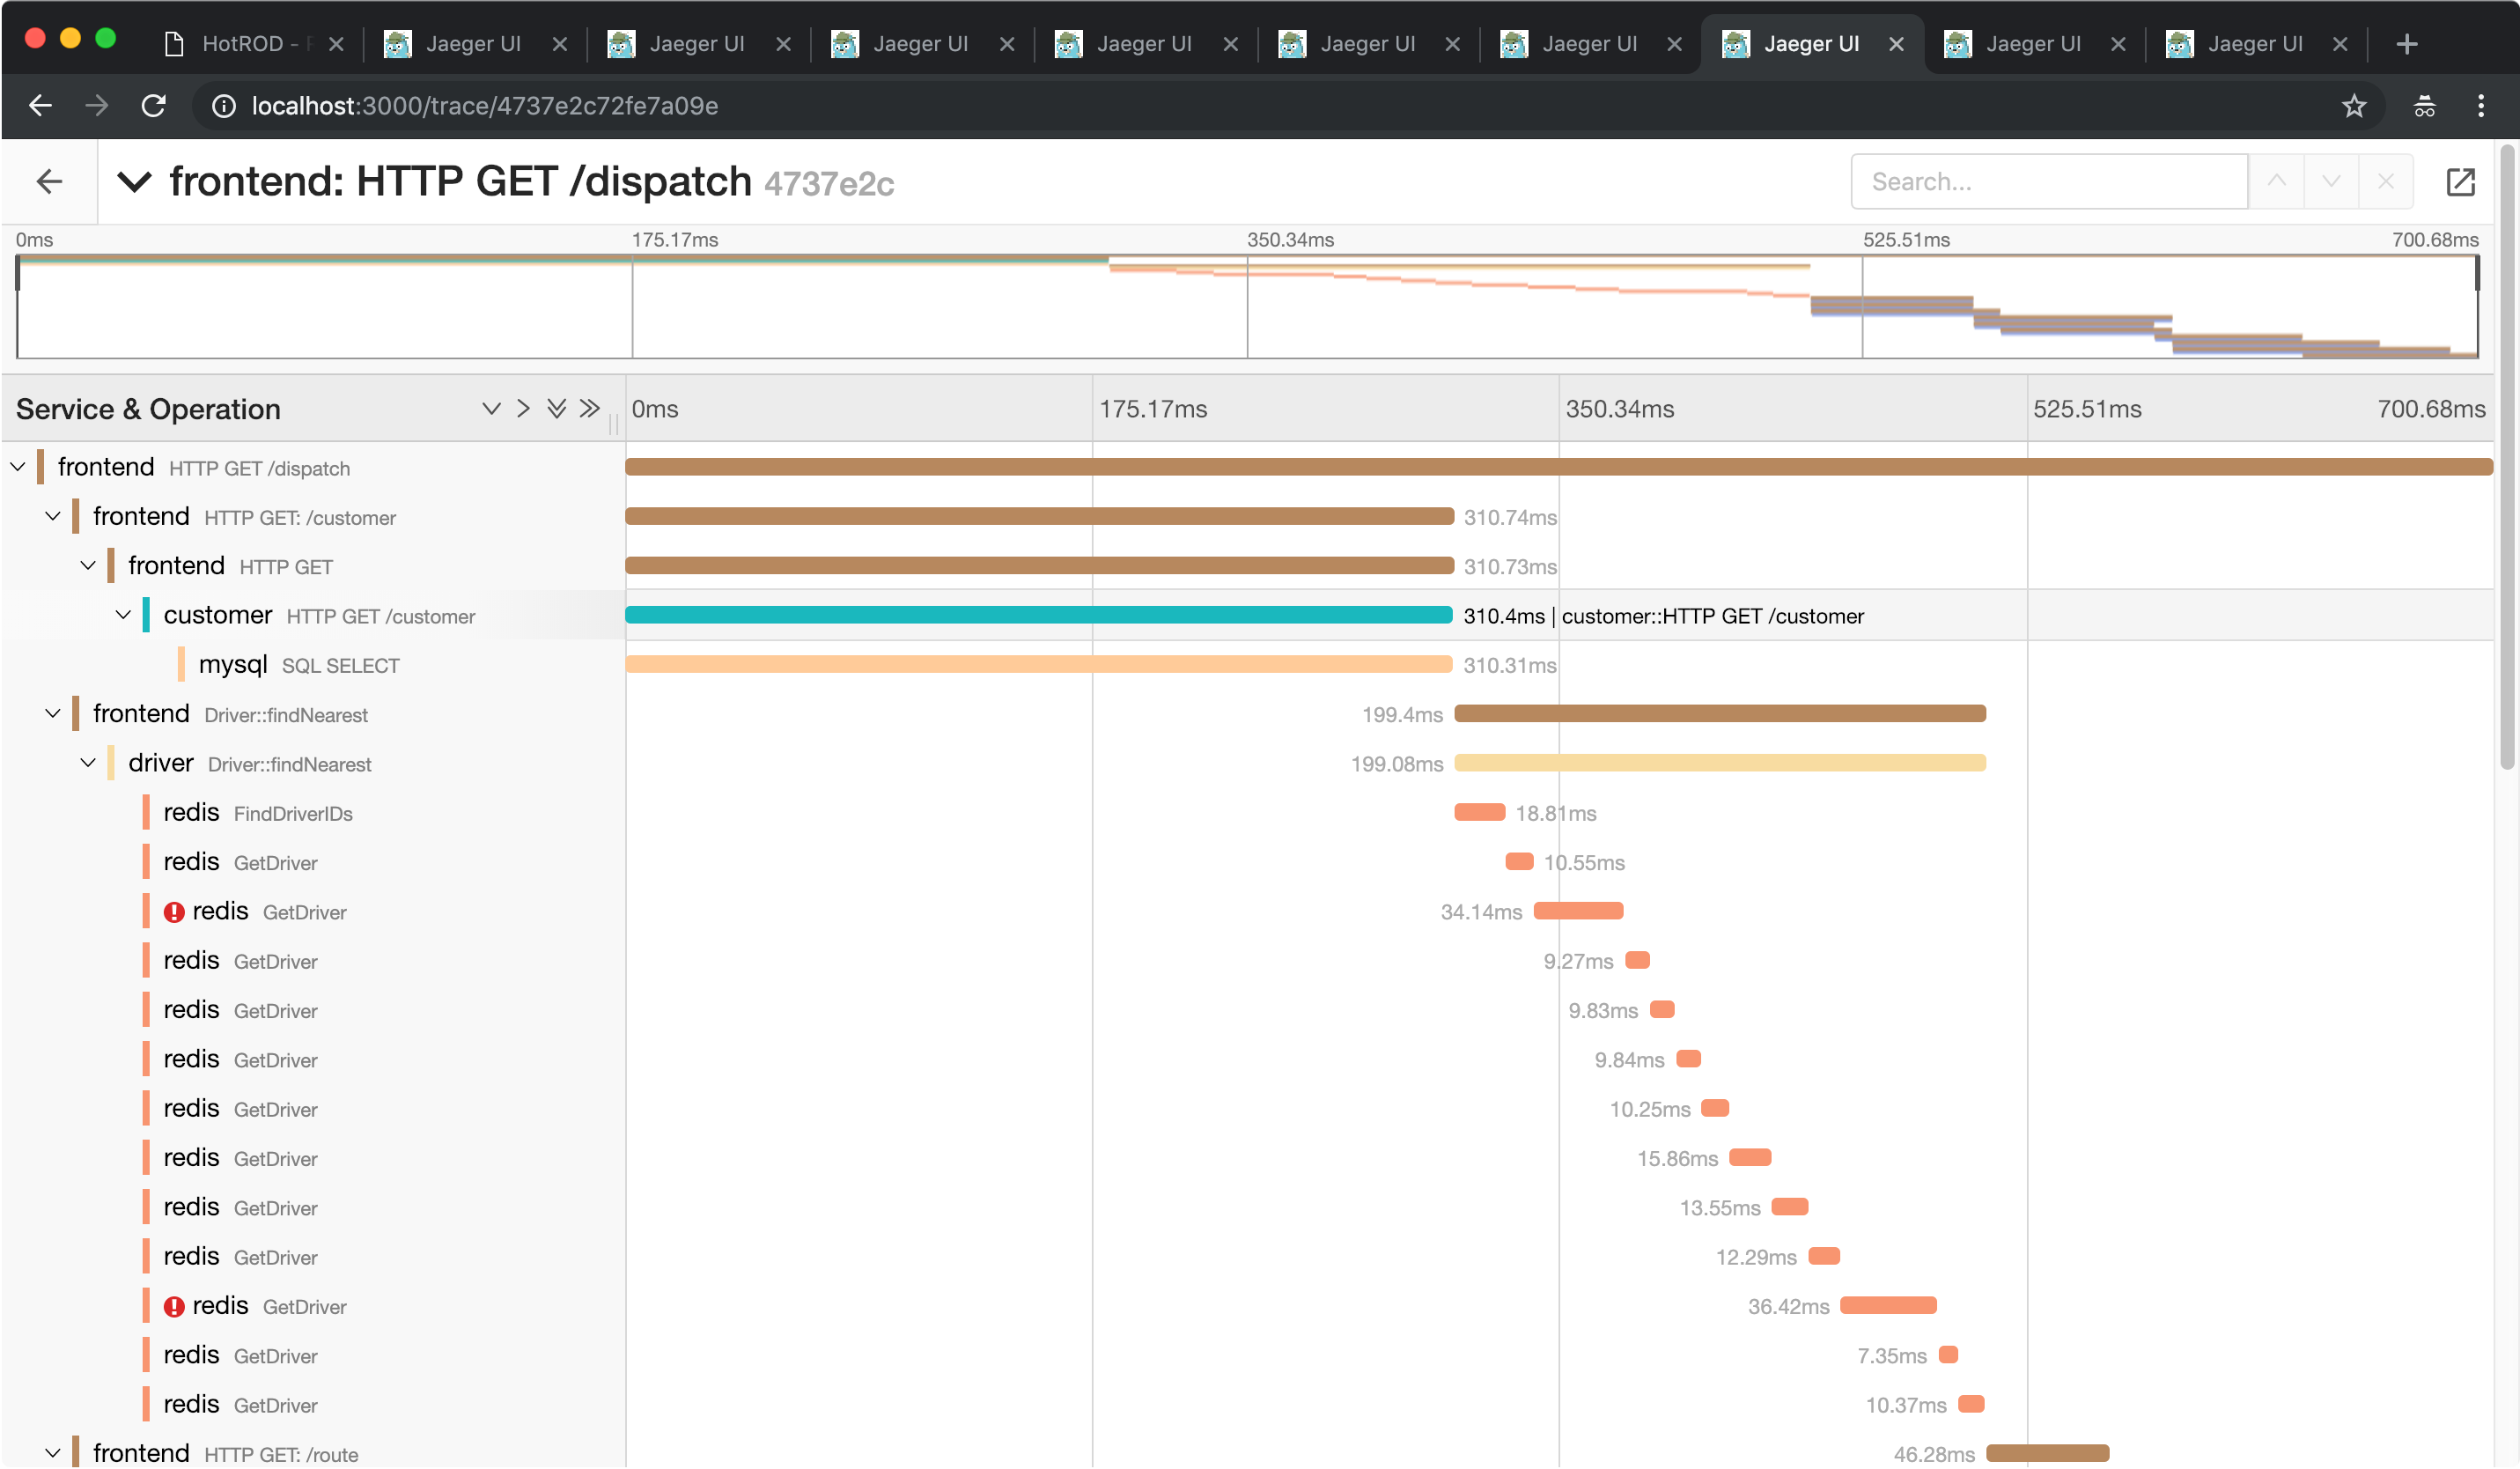 HotROD - Jaeger UI Jaeger UI Jaeger UI Jaeger UI Jaeger UI Jaeger UI Jaeger UI Jaeger UI Jaeger UI
localhost:3000/trace/4737e2c72fe7a09e
frontend: HTTP GET /dispatch 4737e2c Search...
0ms 175.17ms 350.34ms 525.51ms 700.68ms
Service & Operation 0ms 175.17ms 350.34ms 525.51ms 700.68ms
frontend HTTP GET /dispatch
frontend HTTP GET: /customer 310.74ms
frontend HTTP GET 310.73ms
customer HTTP GET /customer 310.4ms | customer::HTTP GET /customer
mysql SQL SELECT 310.31ms
frontend Driver::findNearest 199.4ms
driver Driver::findNearest 199.08ms
redis FindDriverIDs 18.81ms
redis GetDriver 10.55ms
redis GetDriver 34.14ms
redis GetDriver 9.27ms
redis GetDriver 9.83ms
redis GetDriver 9.84ms
redis GetDriver 10.25ms
redis GetDriver 15.86ms
redis GetDriver 13.55ms
redis GetDriver 12.29ms
redis GetDriver 36.42ms
redis GetDriver 7.35ms
redis GetDriver 10.37ms
frontend HTTP GET: /route 46.28ms